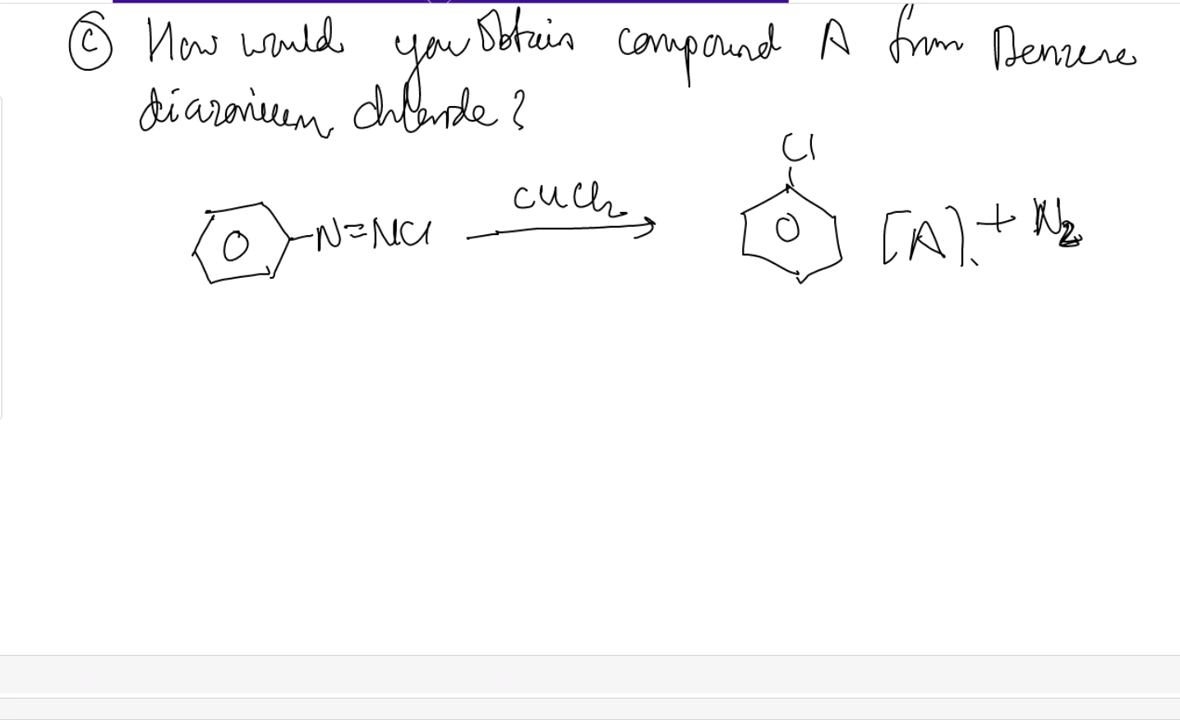 (c) How would you Obtain compound A from Benzene
diazonium chloride?
Cl
CuCl2
-N=NCl
[A] + N2